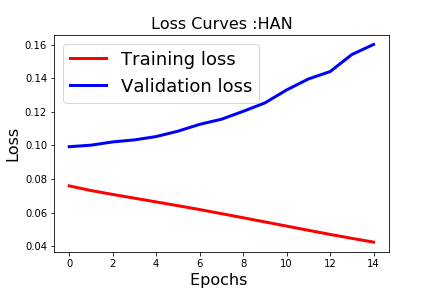 Loss Curves :HAN
Training loss
Validation loss
Loss
0.16
0.14
0.12
0.10
0.08
0.06
0.04
0 2 4 6 8 10 12 14
Epochs